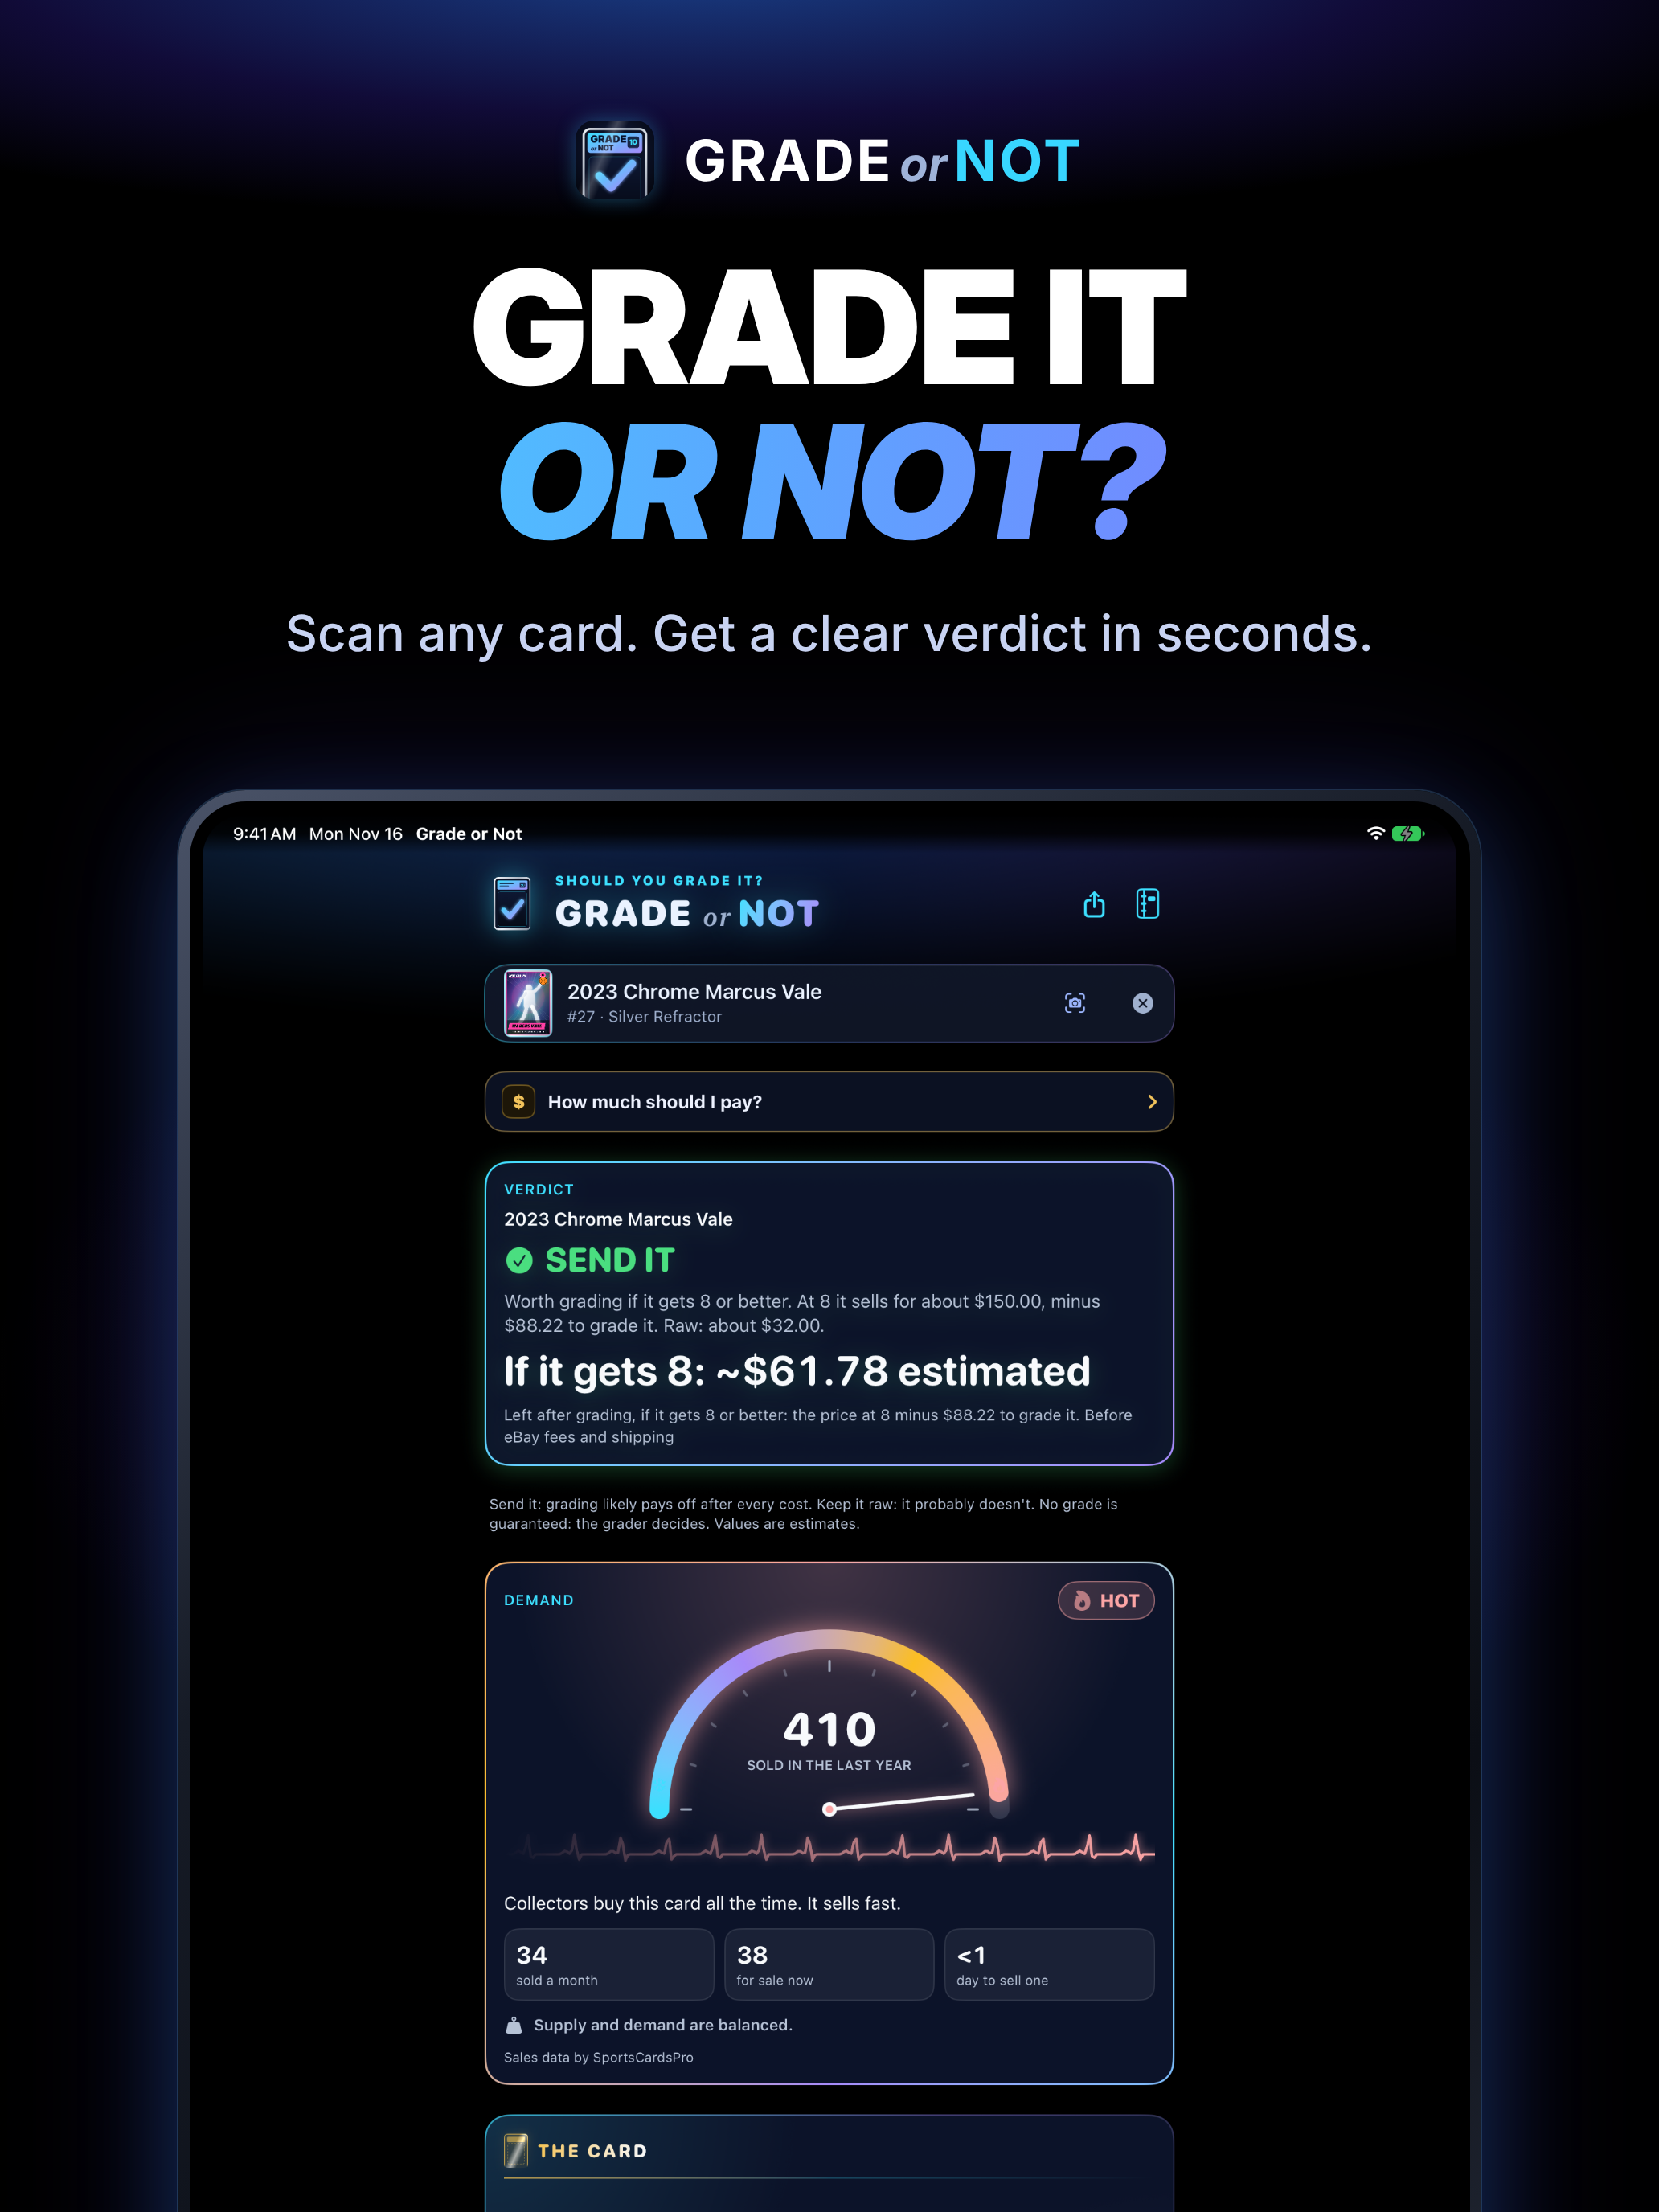 GRADE or NOT
GRADE or NOT
10
GRADE IT
OR NOT?
Scan any card. Get a clear verdict in seconds.
9:41 AM Mon Nov 16 Grade or Not
SHOULD YOU GRADE IT?
GRADE or NOT
2023 Chrome Marcus Vale
#27 · Silver Refractor
MARCUS VALE
$ How much should I pay?
VERDICT
2023 Chrome Marcus Vale
SEND IT
Worth grading if it gets 8 or better. At 8 it sells for about $150.00, minus
$88.22 to grade it. Raw: about $32.00.
If it gets 8: ~$61.78 estimated
Left after grading, if it gets 8 or better: the price at 8 minus $88.22 to grade it. Before
eBay fees and shipping
Send it: grading likely pays off after every cost. Keep it raw: it probably doesn't. No grade is
guaranteed: the grader decides. Values are estimates.
DEMAND
HOT
410
SOLD IN THE LAST YEAR
Collectors buy this card all the time. It sells fast.
34
sold a month
38
for sale now
<1
day to sell one
Supply and demand are balanced.
Sales data by SportsCardsPro
THE CARD